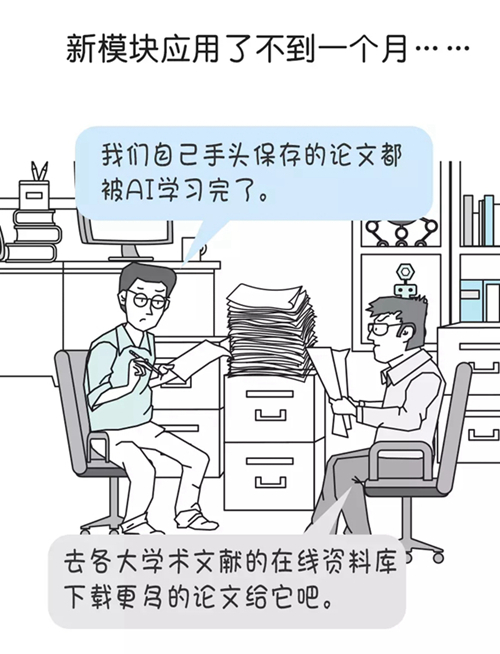 新模块应用了不到一个月……
我们自己手头保存的论文都
被AI学习完了。
去各大学术文献的在线资料库
下载更多的论文给它吧。